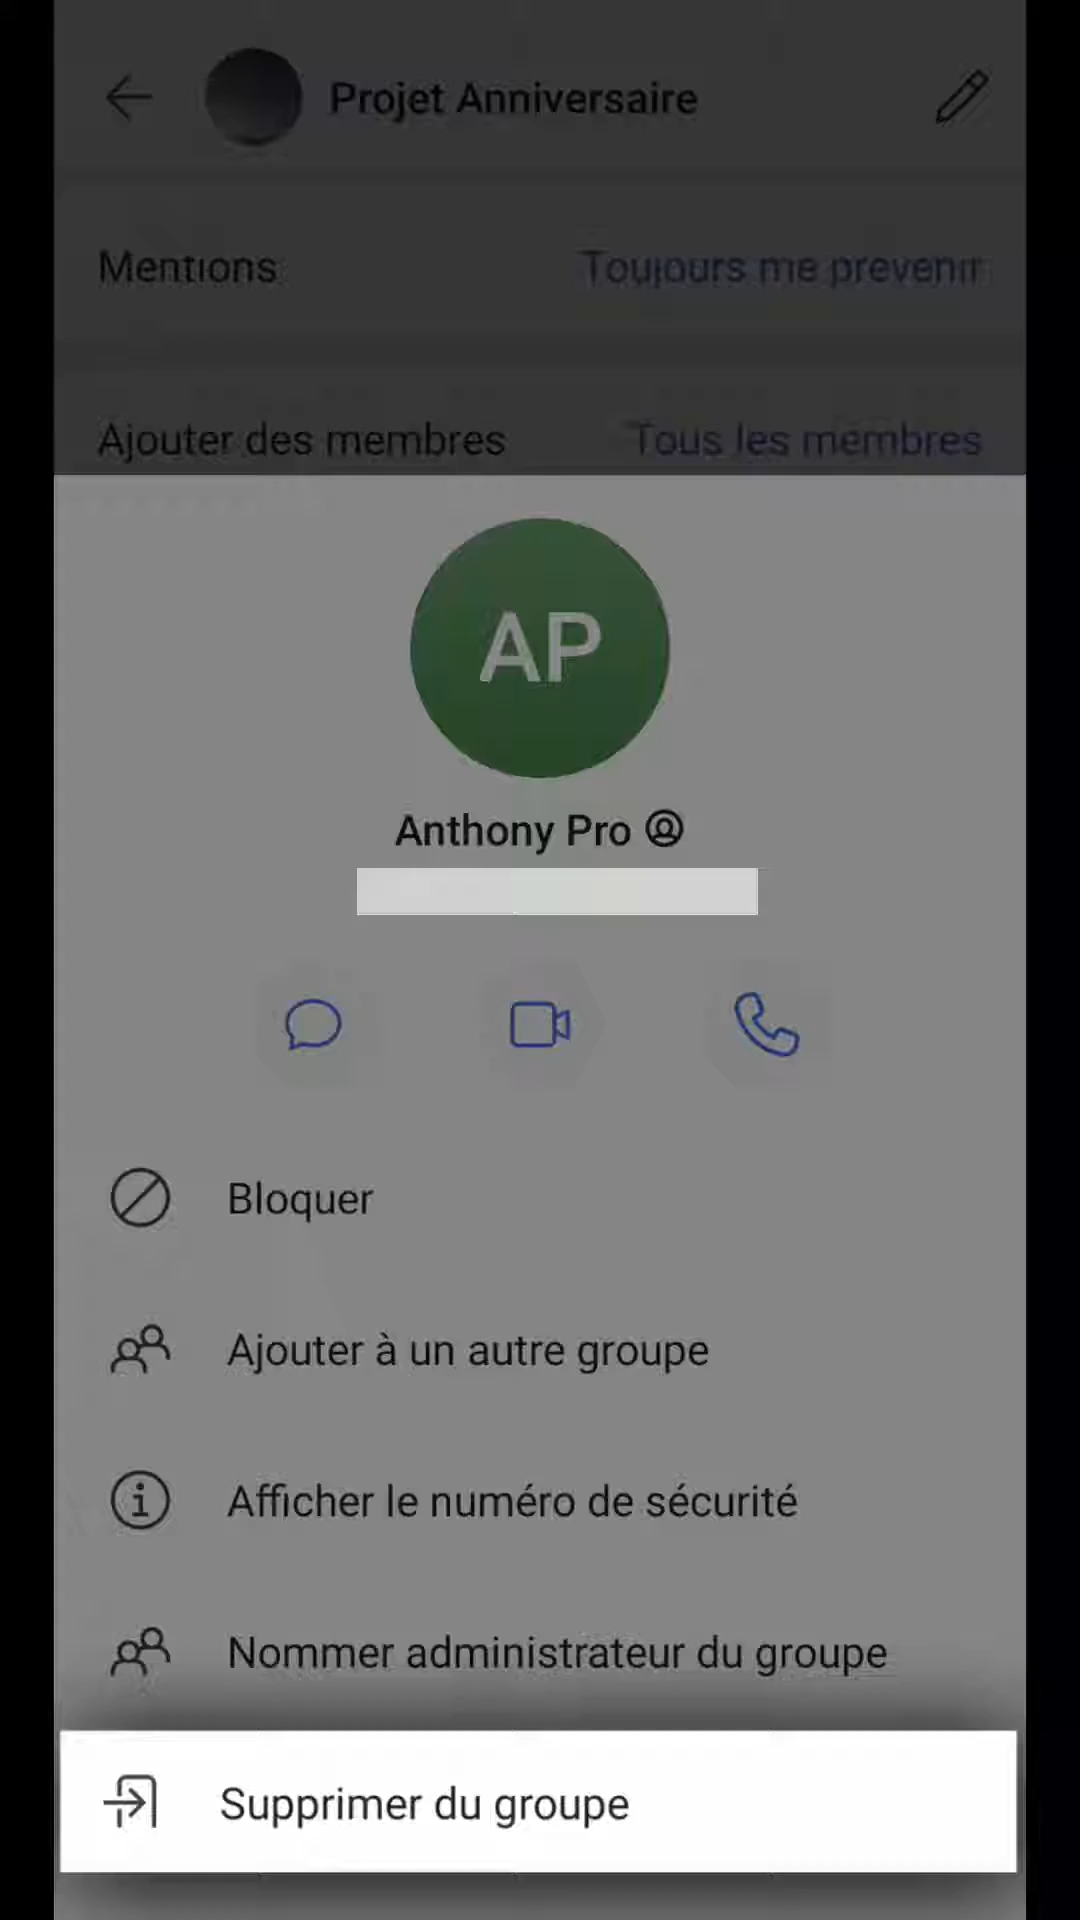 Projet Anniversaire
Mentions
Toujours me prévenir
Ajouter des membres
Tous les membres
AP
Anthony Pro
Bloquer
Ajouter à un autre groupe
Afficher le numéro de sécurité
Nommer administrateur du groupe
Supprimer du groupe